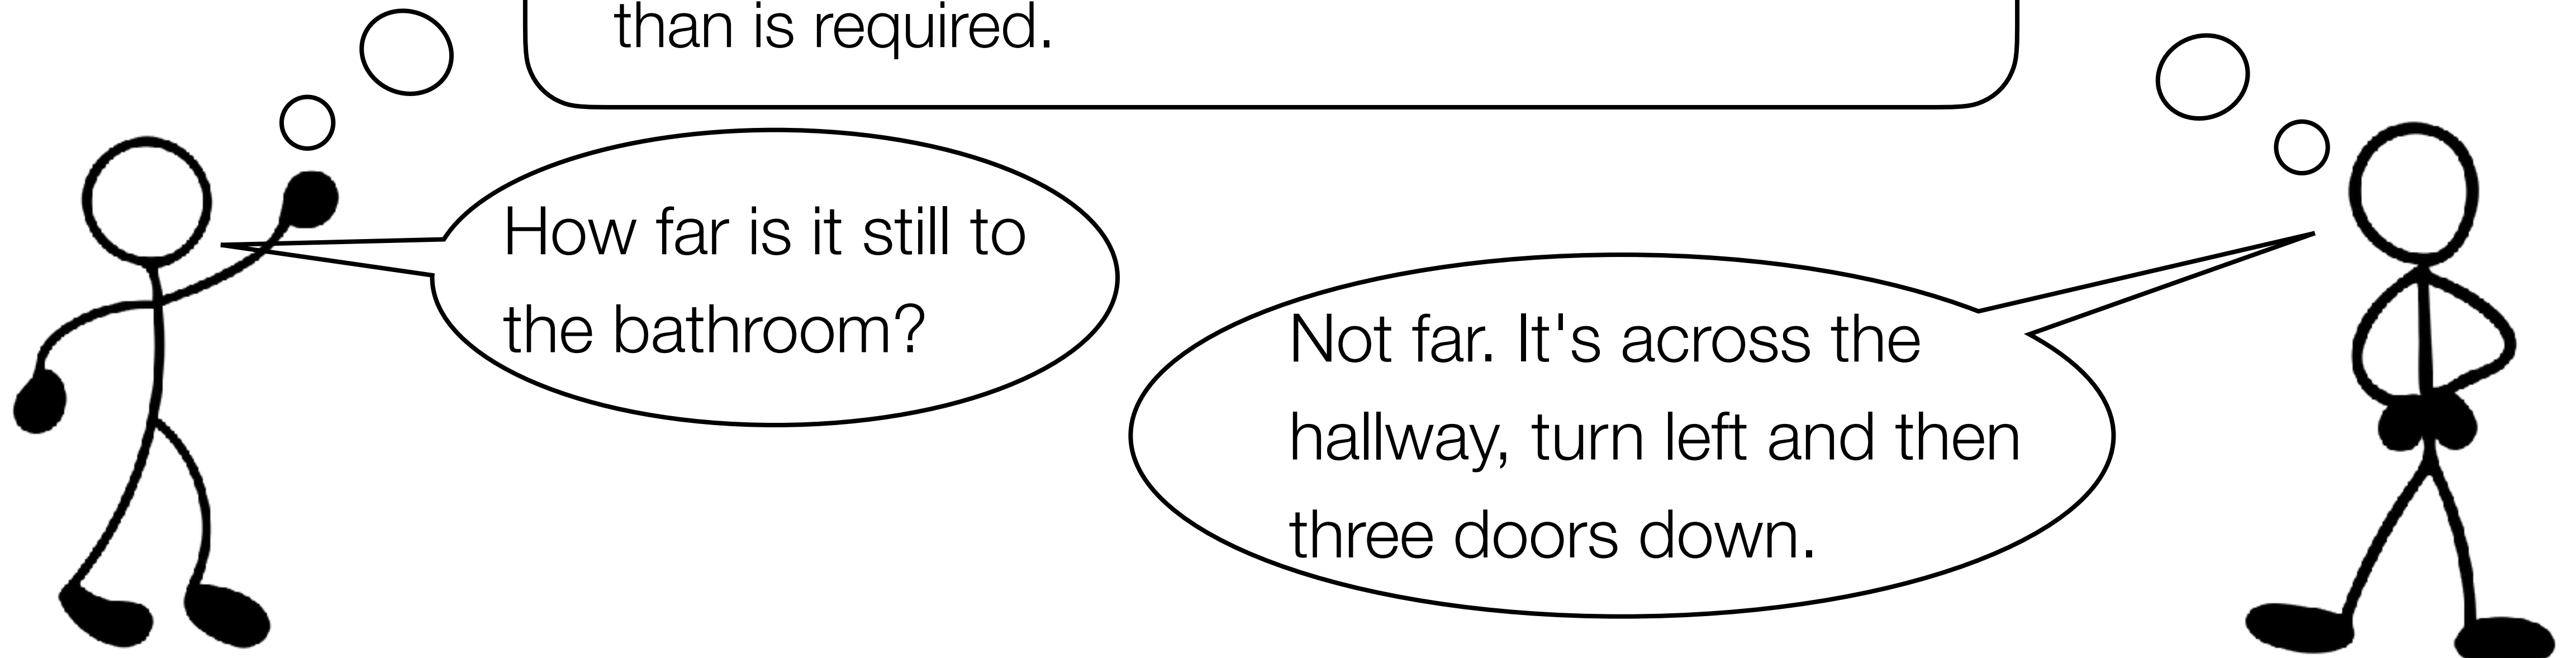 than is required.
How far is it still to
the bathroom?
Not far. It's across the
hallway, turn left and then
three doors down.